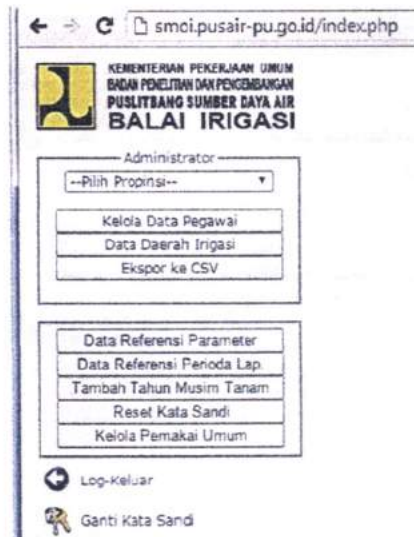 smoi.pusair-pu.go.id/index.php
KEMENTERIAN PEKERJAAN UMUM
BADAN PENELITIAN DAN PENGEMBANGAN
PUSLITBANG SUMBER DAYA AIR
BALAI IRIGASI
Administrator
--Pilih Propinsi--
Kelola Data Pegawai
Data Daerah Irigasi
Ekspor ke CSV
Data Referensi Parameter
Data Referensi Perioda Lap.
Tambah Tahun Musim Tanam
Reset Kata Sandi
Kelola Pemakai Umum
Log-Keluar
Ganti Kata Sandi